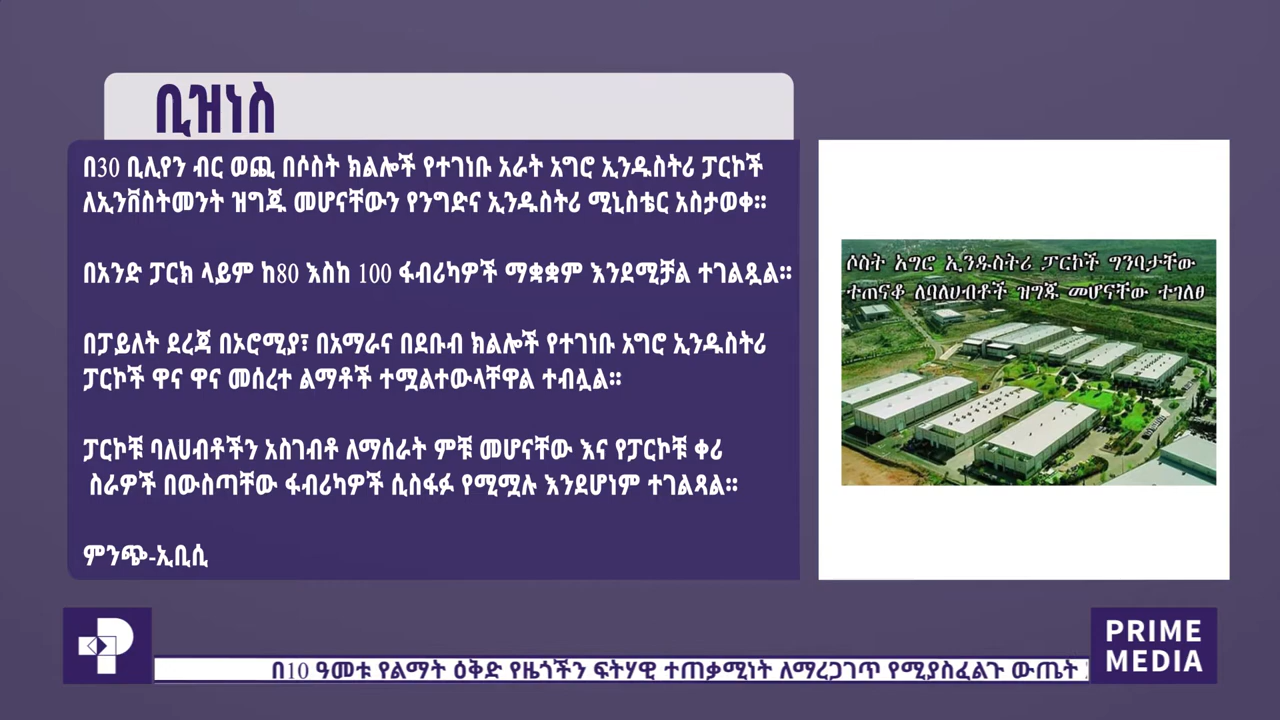 ቢዝነስ
በ30 ቢሊየን ብር ወጪ በሶስት ክልሎች የተገነቡ አራት አግሮ ኢንዱስትሪ ፓርኮች
ለኢንቨስትመንት ዝግጁ መሆናቸውን የንግድና ኢንዱስትሪ ሚኒስቴር አስታወቀ።
በአንድ ፓርክ ላይም ከ80 እስከ 100 ፋብሪካዎች ማቋቋም እንደሚቻል ተገልጿል።
በፓይለት ደረጃ በኦሮሚያ፣ በአማራና በደቡብ ክልሎች የተገነቡ አግሮ ኢንዱስትሪ
ፓርኮች ዋና ዋና መሰረተ ልማቶች ተሟልተውላቸዋል ተብሏል።
ፓርኮቹ ባለሀብቶችን አስገብቶ ለማሰራት ምቹ መሆናቸው እና የፓርኮቹ ቀሪ
ስራዎች በውስጣቸው ፋብሪካዎች ሲስፋፉ የሚሟሉ እንደሆነም ተገልጻል።
ምንጭ-ኢቢሲ
ሶስት አግሮ ኢንዱስትሪ ፓርኮች ግንባታቸው
ተጠናቆ ለባለሀብቶች ዝግጁ መሆናቸው ተገለፀ
በ10 ዓመቱ የልማት ዕቅድ የዜጎችን ፍትሃዊ ተጠቃሚነት ለማረጋገጥ የሚያስፈልጉ ውጤት
PRIME
MEDIA